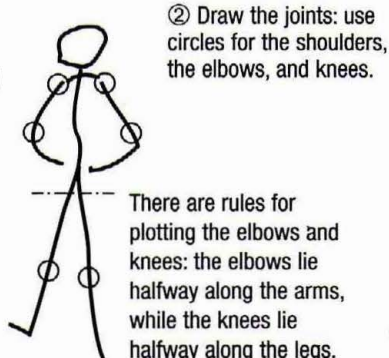 ② Draw the joints: use
circles for the shoulders,
the elbows, and knees.
There are rules for
plotting the elbows and
knees: the elbows lie
halfway along the arms,
while the knees lie
halfway along the legs.